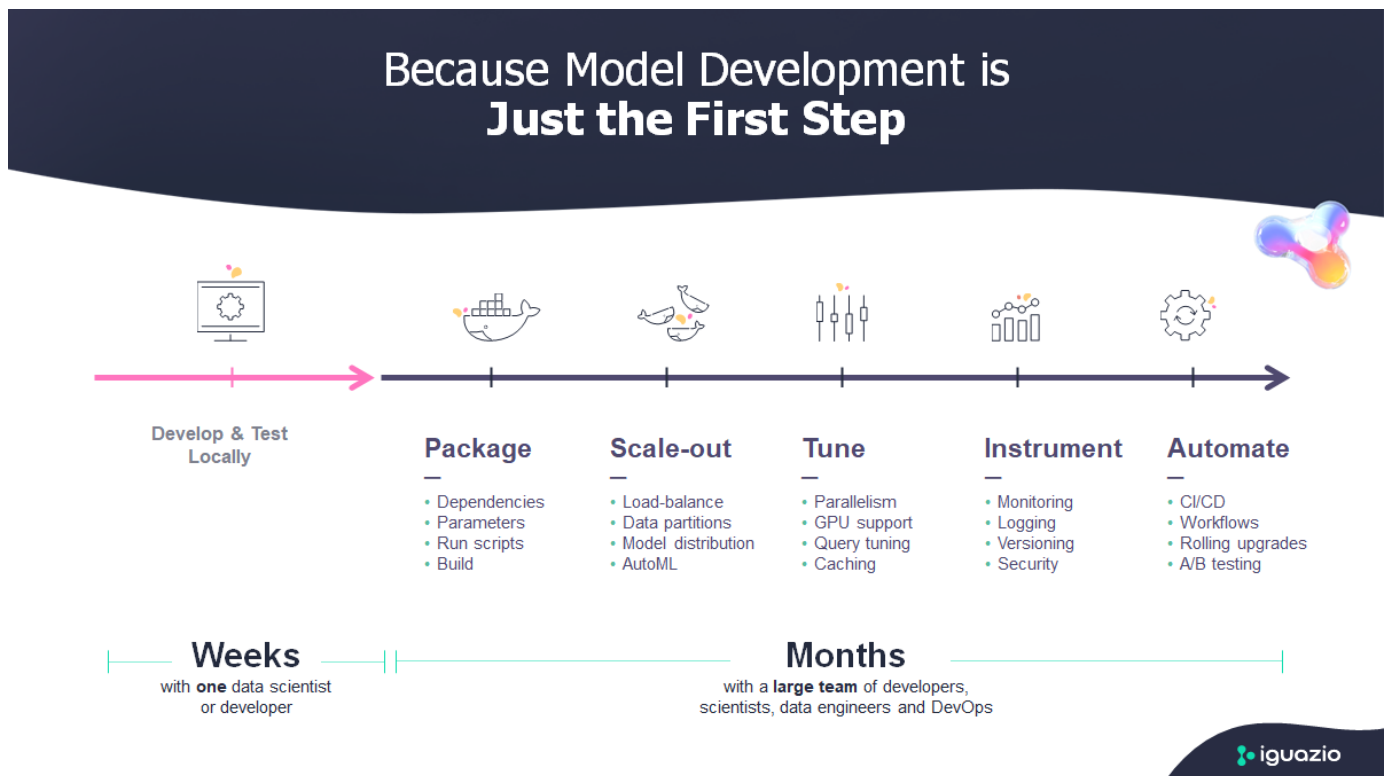 Because Model Development is
Just the First Step
Develop & Test
Locally
Package
• Dependencies
• Parameters
• Run scripts
• Build
Scale-out
• Load-balance
• Data partitions
• Model distribution
• AutoML
Tune
• Parallelism
• GPU support
• Query tuning
• Caching
Instrument
• Monitoring
• Logging
• Versioning
• Security
Automate
• CI/CD
• Workflows
• Rolling upgrades
• A/B testing
Weeks
with one data scientist
or developer
Months
with a large team of developers,
scientists, data engineers and DevOps
iguazio